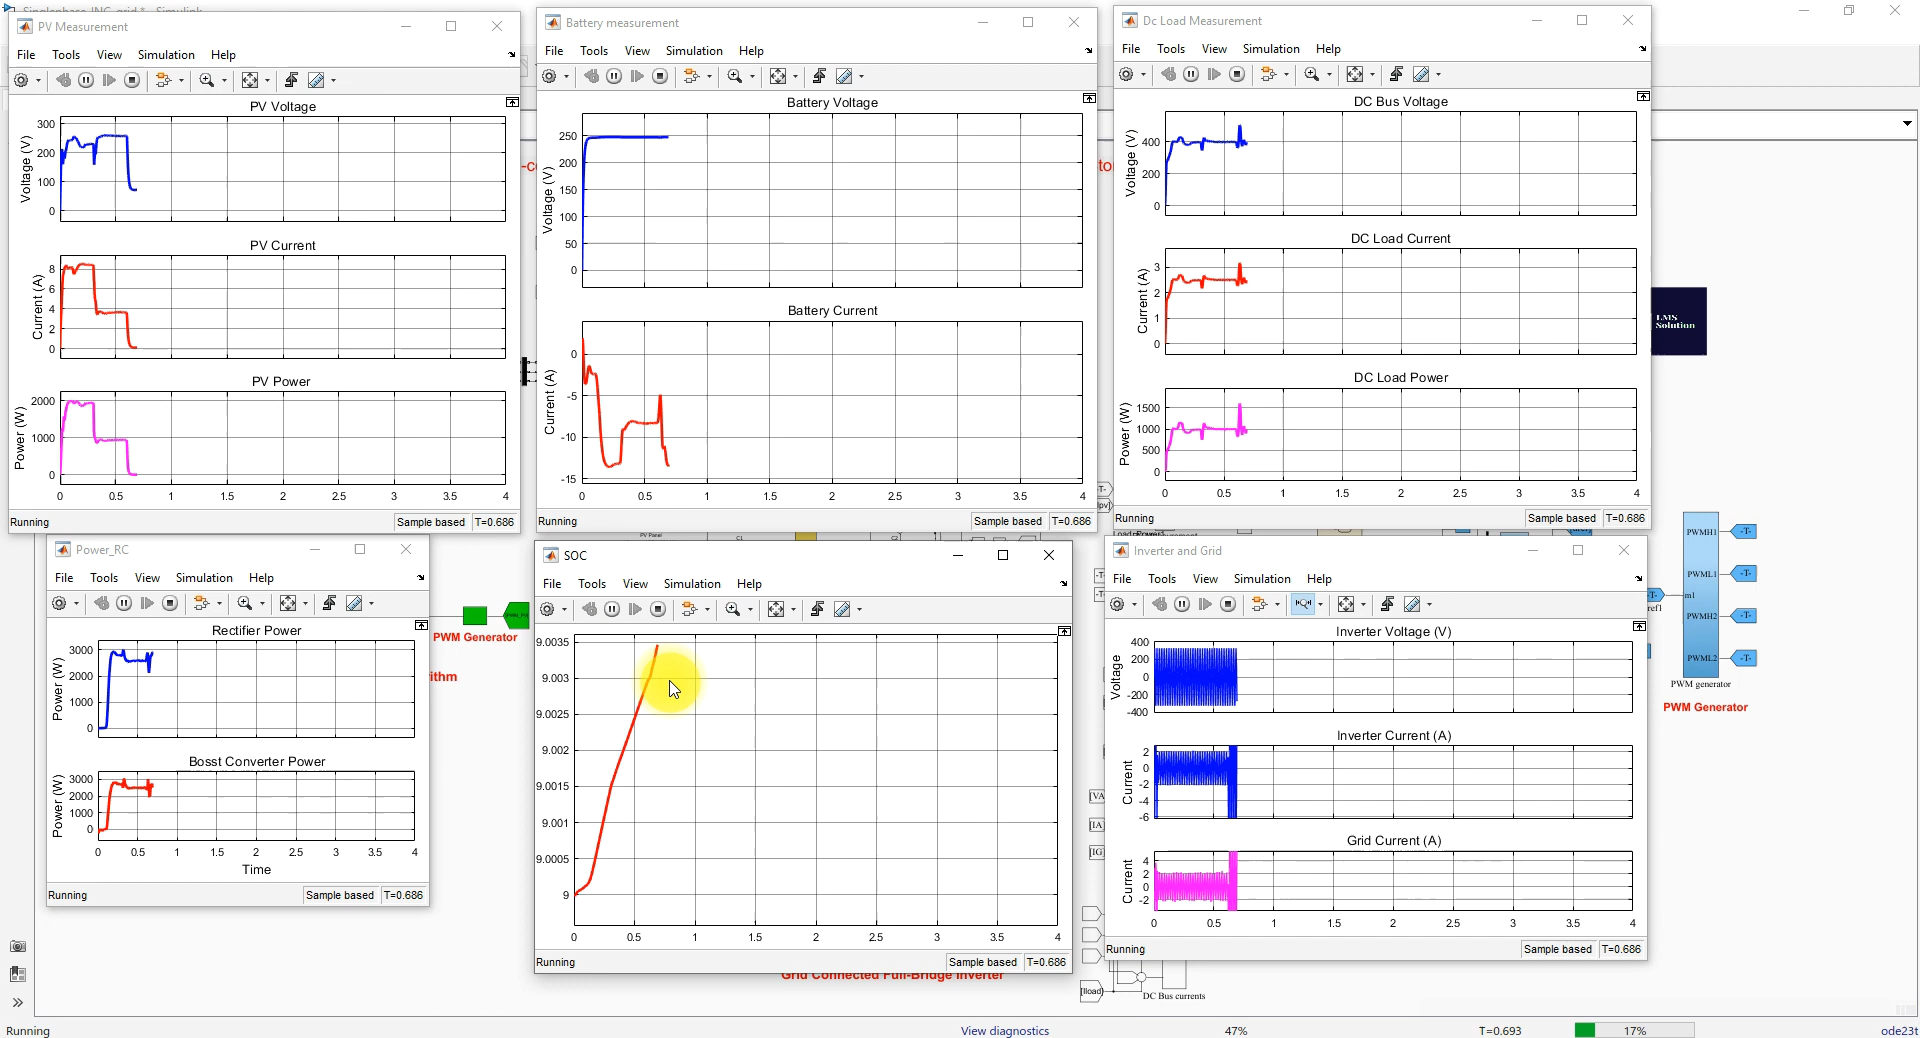 PV Measurement
File Tools View Simulation Help
PV Voltage
Voltage (V)
300
200
100
0
PV Current
Current (A)
8
6
4
2
0
PV Power
Power (W)
2000
1000
0
0 0.5 1 1.5 2 2.5 3 3.5 4
Running Sample based T=0.686
Battery measurement
File Tools View Simulation Help
Battery Voltage
Voltage (V)
250
200
150
100
50
0
Battery Current
Current (A)
0
-5
-10
-15
0 0.5 1 1.5 2 2.5 3 3.5 4
Running Sample based T=0.686
Dc Load Measurement
File Tools View Simulation Help
DC Bus Voltage
Voltage (V)
400
200
0
DC Load Current
Current (A)
3
2
1
0
DC Load Power
Power (W)
1500
1000
500
0
0 0.5 1 1.5 2 2.5 3 3.5 4
Running Sample based T=0.686
LMS
Solution
Power_RC
File Tools View Simulation Help
Rectifier Power
Power (W)
3000
2000
1000
0
Bosst Converter Power
Power (W)
3000
2000
1000
0
0 0.5 1 1.5 2 2.5 3 3.5 4
Time
Running Sample based T=0.686
PWM Generator
SOC
File Tools View Simulation Help
9.0035
9.003
9.0025
9.002
9.0015
9.001
9.0005
9
0 0.5 1 1.5 2 2.5 3 3.5 4
Running Sample based T=0.686
Grid Connected Full-Bridge Inverter
Inverter and Grid
File Tools View Simulation Help
Inverter Voltage (V)
Voltage
400
200
0
-200
-400
Inverter Current (A)
Current
2
0
-2
-4
-6
Grid Current (A)
Current
4
2
0
-2
0 0.5 1 1.5 2 2.5 3 3.5 4
Running Sample based T=0.686
PWMH1 -T-
PWML1 -T-
m1
PWMH2 -T-
PWML2 -T-
PWM generator
PWM Generator
[Iload]
DC Bus currents
Running View diagnostics 47% T=0.693 17% ode23t